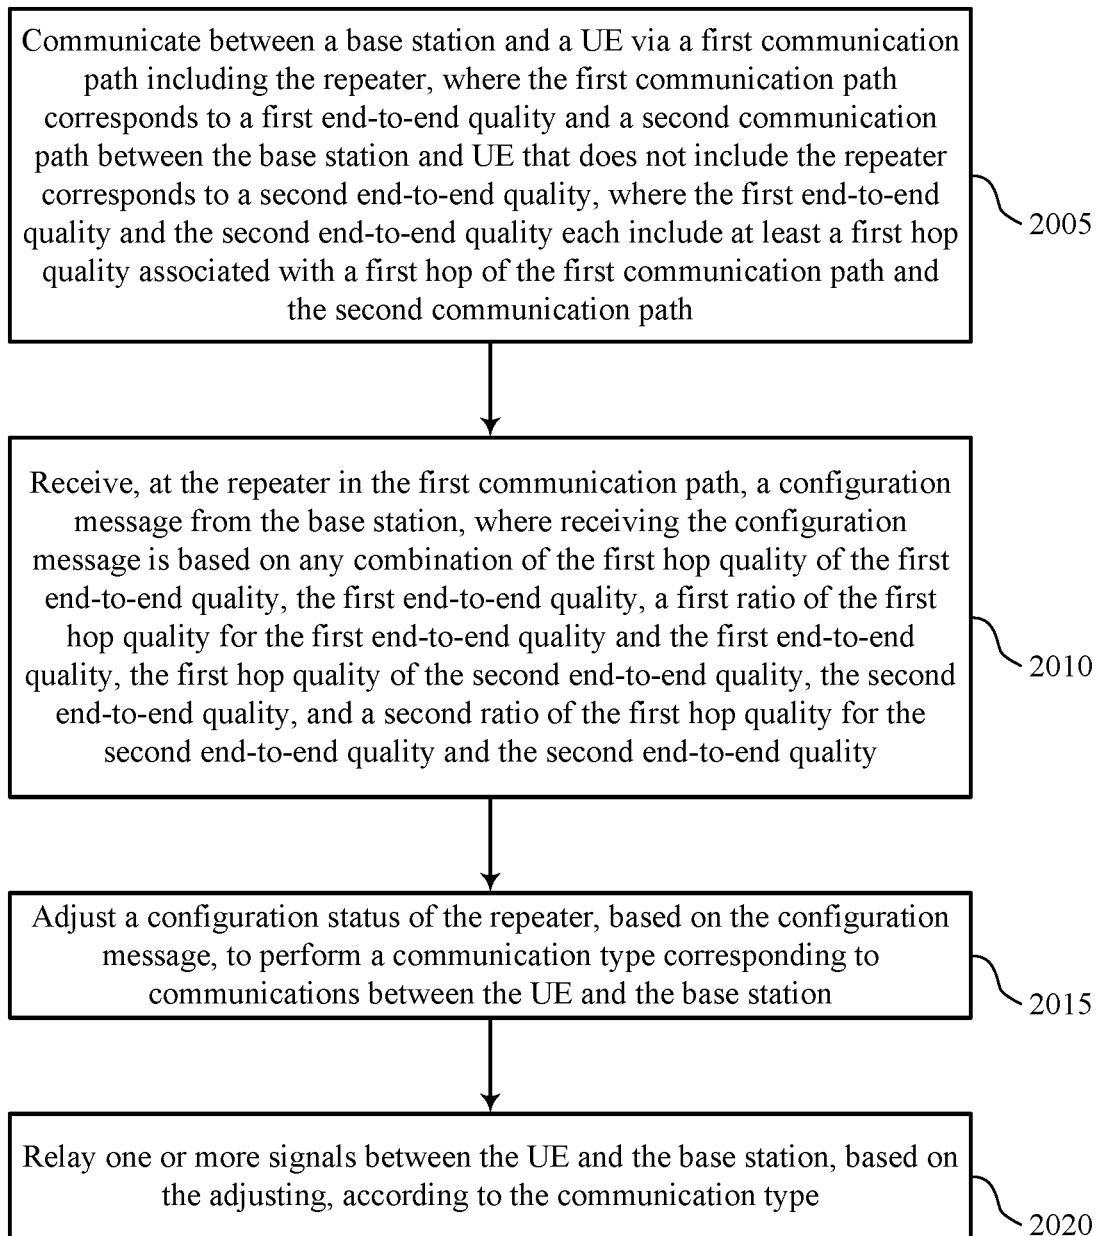 Communicate between a base station and a UE via a first communication
path including the repeater, where the first communication path
corresponds to a first end-to-end quality and a second communication
path between the base station and UE that does not include the repeater
corresponds to a second end-to-end quality, where the first end-to-end
quality and the second end-to-end quality each include at least a first hop
quality associated with a first hop of the first communication path and
the second communication path
2005
Receive, at the repeater in the first communication path, a configuration
message from the base station, where receiving the configuration
message is based on any combination of the first hop quality of the first
end-to-end quality, the first end-to-end quality, a first ratio of the first
hop quality for the first end-to-end quality and the first end-to-end
quality, the first hop quality of the second end-to-end quality, the second
end-to-end quality, and a second ratio of the first hop quality for the
second end-to-end quality and the second end-to-end quality
2010
Adjust a configuration status of the repeater, based on the configuration
message, to perform a communication type corresponding to
communications between the UE and the base station
2015
Relay one or more signals between the UE and the base station, based on
the adjusting, according to the communication type
2020